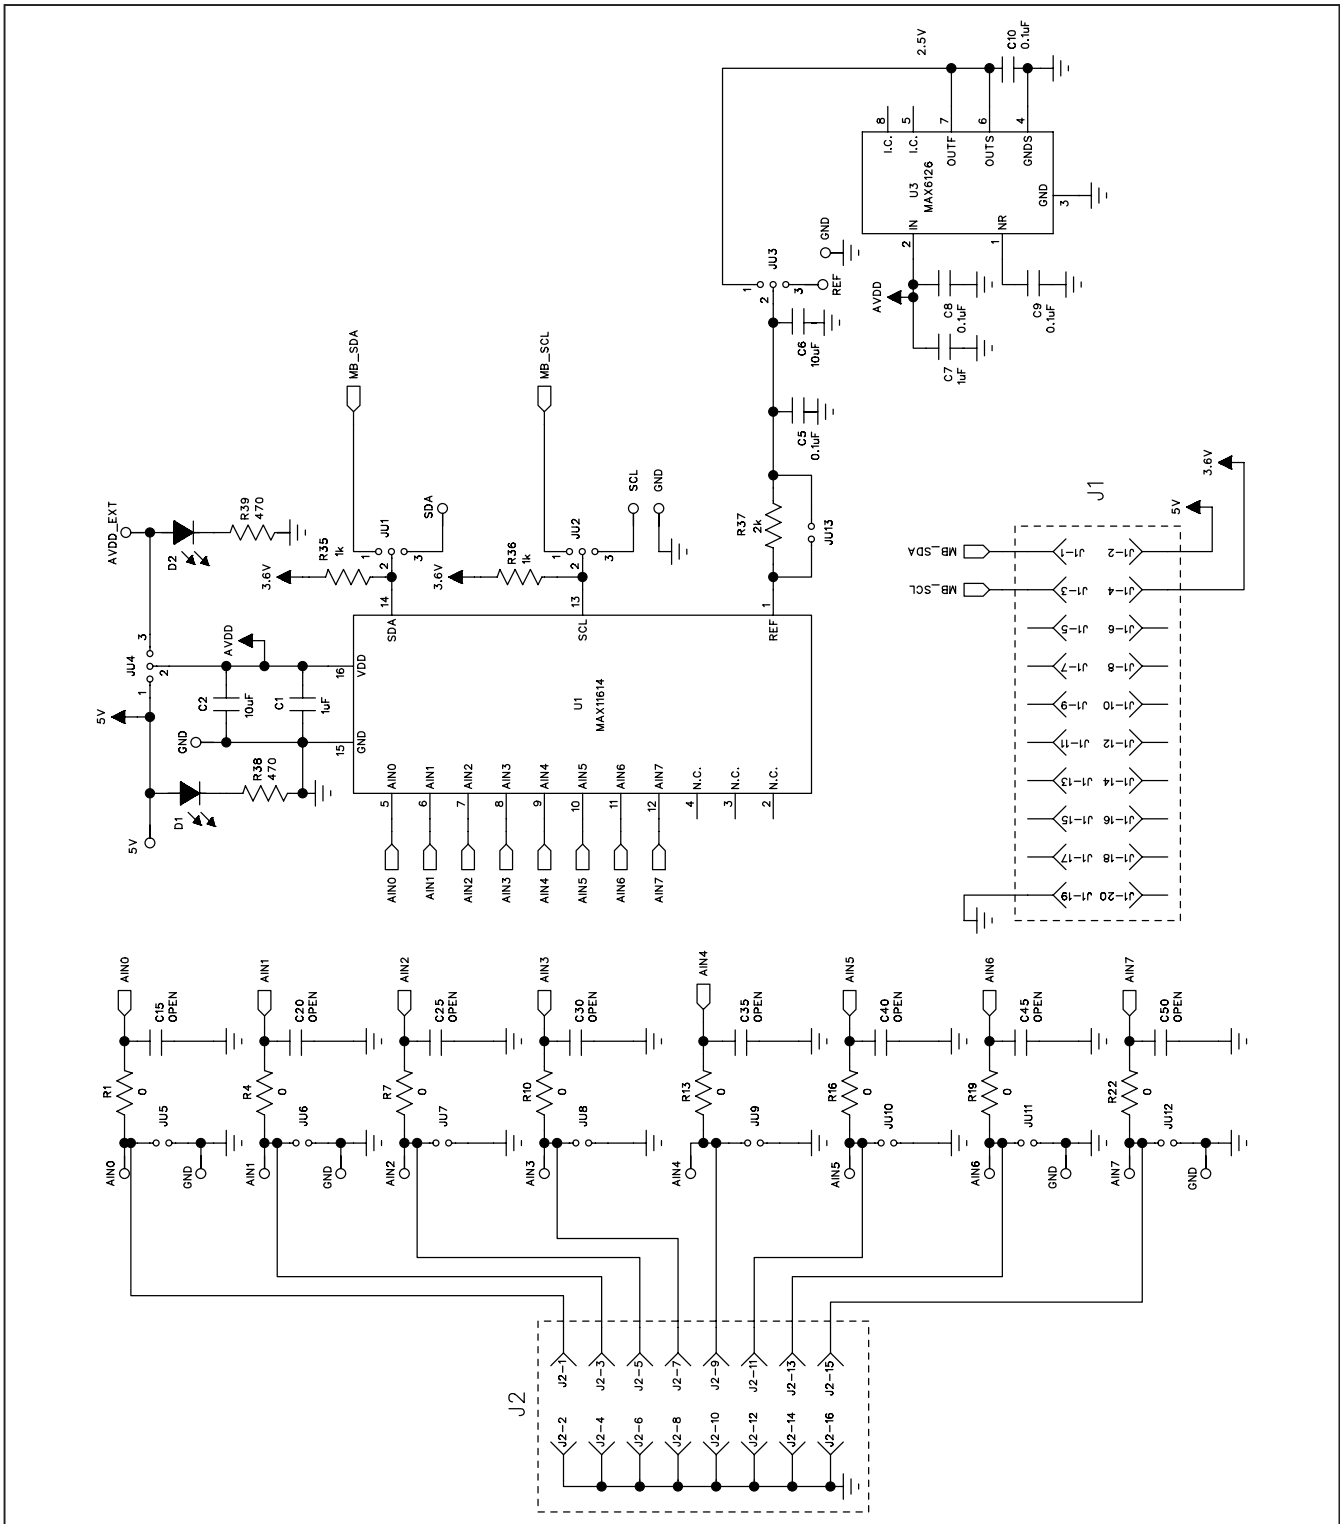 2.5V
C10
0.1uF
8
I.C.
5
I.C.
7
OUTF
6
OUTS
4
GNDS
U3
MAX6126
GND
3
IN
2
NR
1
AVDD
C8
0.1uF
C7
1uF
C9
0.1uF
GND
JU3
1
2
3
REF
C6
10uF
C5
0.1uF
R37
2k
JU13
MB_SDA
MB_SCL
AVDD_EXT
D2
R39
470
3.6V
R35
1k
JU1
1
2
3
SDA
3.6V
R36
1k
JU2
1
2
3
SCL
GND
14
SDA
13
SCL
1
REF
JU4
3
2
1
5V
AVDD
C2
10uF
C1
1uF
GND
16
VDD
15
GND
U1
MAX11614
R38
470
D1
5V
5
AIN0
6
AIN1
7
AIN2
8
AIN3
9
AIN4
10
AIN5
11
AIN6
12
AIN7
4
N.C.
3
N.C.
2
N.C.
AIN0
AIN1
AIN2
AIN3
AIN4
AIN5
AIN6
AIN7
J1
3.6V
5V
MB_SDA
MB_SCL
J1-1
J1-2
J1-3
J1-4
J1-5
J1-6
J1-7
J1-8
J1-9
J1-10
J1-11
J1-12
J1-13
J1-14
J1-15
J1-16
J1-17
J1-18
J1-19
J1-20
AIN0
C15
OPEN
R1
0
JU5
AIN0
GND
AIN1
C20
OPEN
R4
0
JU6
AIN1
GND
AIN2
C25
OPEN
R7
0
JU7
AIN2
AIN3
C30
OPEN
R10
0
JU8
AIN3
AIN4
C35
OPEN
R13
0
JU9
AIN4
AIN5
C40
OPEN
R16
0
JU10
AIN5
AIN6
C45
OPEN
R19
0
JU11
AIN6
GND
AIN7
C50
OPEN
R22
0
JU12
AIN7
GND
J2
J2-1
J2-3
J2-5
J2-7
J2-9
J2-11
J2-13
J2-15
J2-2
J2-4
J2-6
J2-8
J2-10
J2-12
J2-14
J2-16